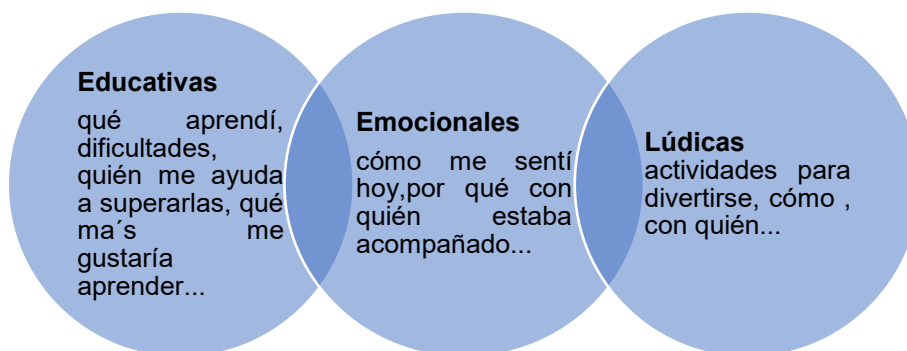 Educativas
qué aprendí,
dificultades,
quién me ayuda
a superarlas, qué
ma´s me
gustaría
aprender...
Emocionales
cómo me sentí
hoy,por qué con
quién estaba
acompañado...
Lúdicas
actividades para
divertirse, cómo ,
con quién...